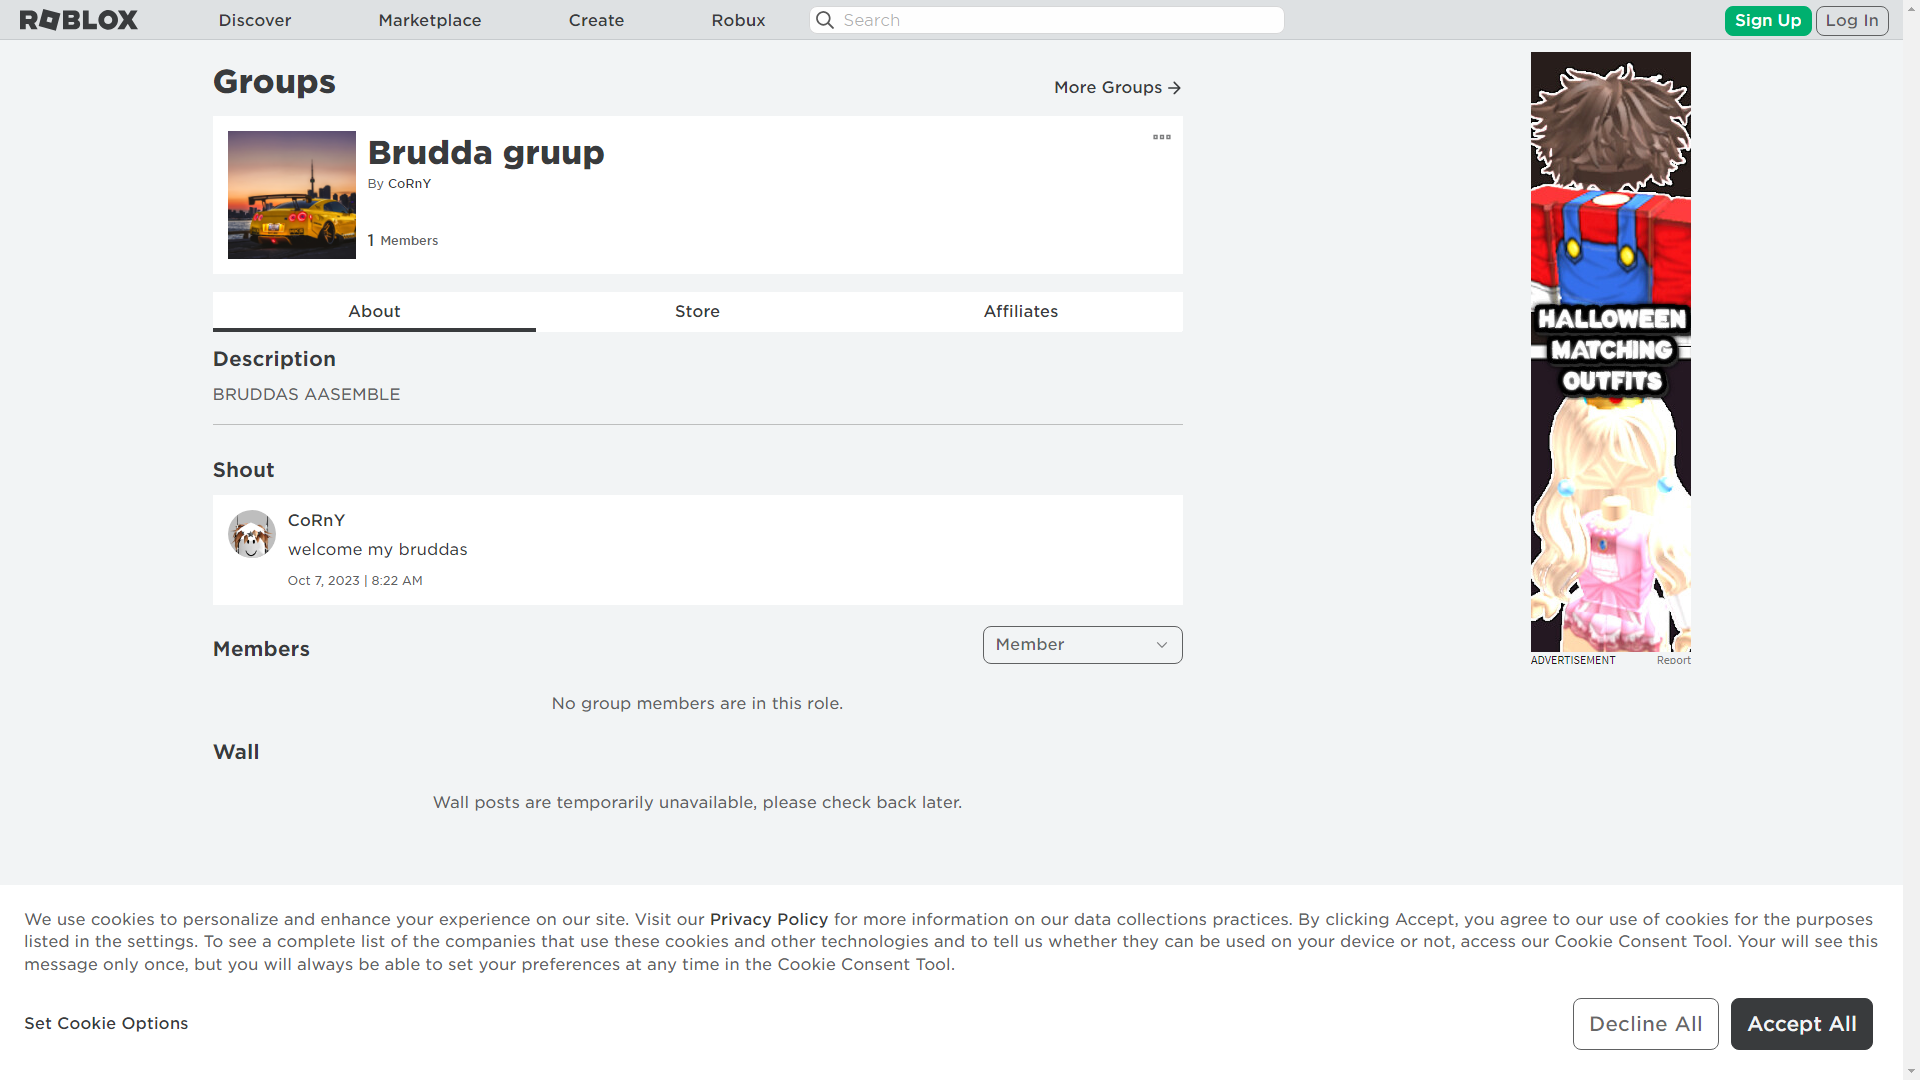 ROBLOX
Discover
Marketplace
Create
Robux
Search
Sign Up
Log In
Groups
More Groups
Brudda gruup
By CoRnY
1 Members
About
Store
Affiliates
Description
BRUDDAS AASEMBLE
Shout
CoRnY
welcome my bruddas
Oct 7, 2023 | 8:22 AM
Members
Member
No group members are in this role.
Wall
Wall posts are temporarily unavailable, please check back later.
HALLOWEEN
MATCHING
OUTFITS
ADVERTISEMENT
Report
We use cookies to personalize and enhance your experience on our site. Visit our Privacy Policy for more information on our data collections practices. By clicking Accept, you agree to our use of cookies for the purposes
listed in the settings. To see a complete list of the companies that use these cookies and other technologies and to tell us whether they can be used on your device or not, access our Cookie Consent Tool. Your will see this
message only once, but you will always be able to set your preferences at any time in the Cookie Consent Tool.
Set Cookie Options
Decline All
Accept All